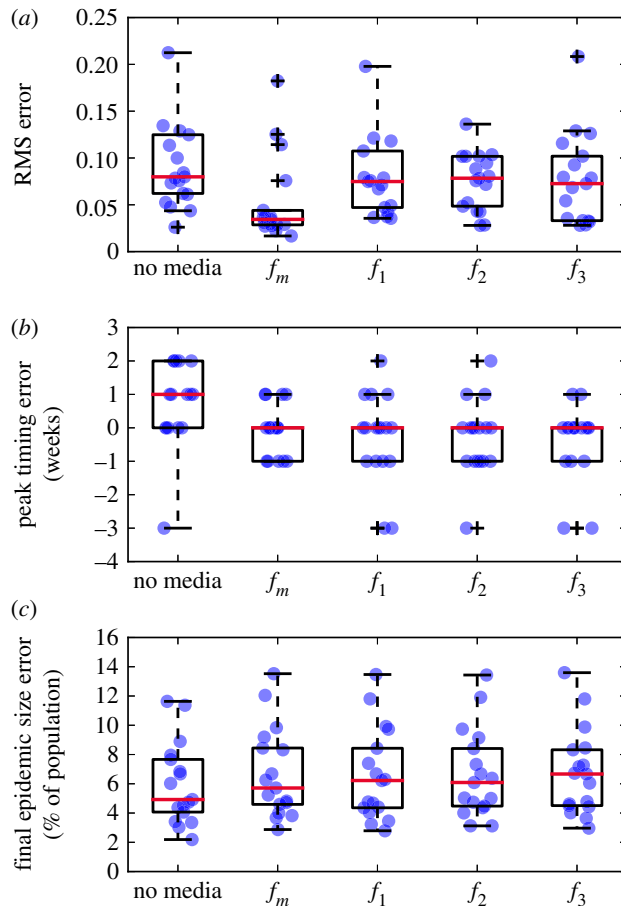 (a)
0.25
0.20
0.15
0.10
0.05
0
RMS error
no media f_m f_1 f_2 f_3
(b)
3
2
1
0
–1
–2
–3
–4
peak timing error
(weeks)
no media f_m f_1 f_2 f_3
(c)
16
14
12
10
8
6
4
2
0
final epidemic size error
(% of population)
no media f_m f_1 f_2 f_3